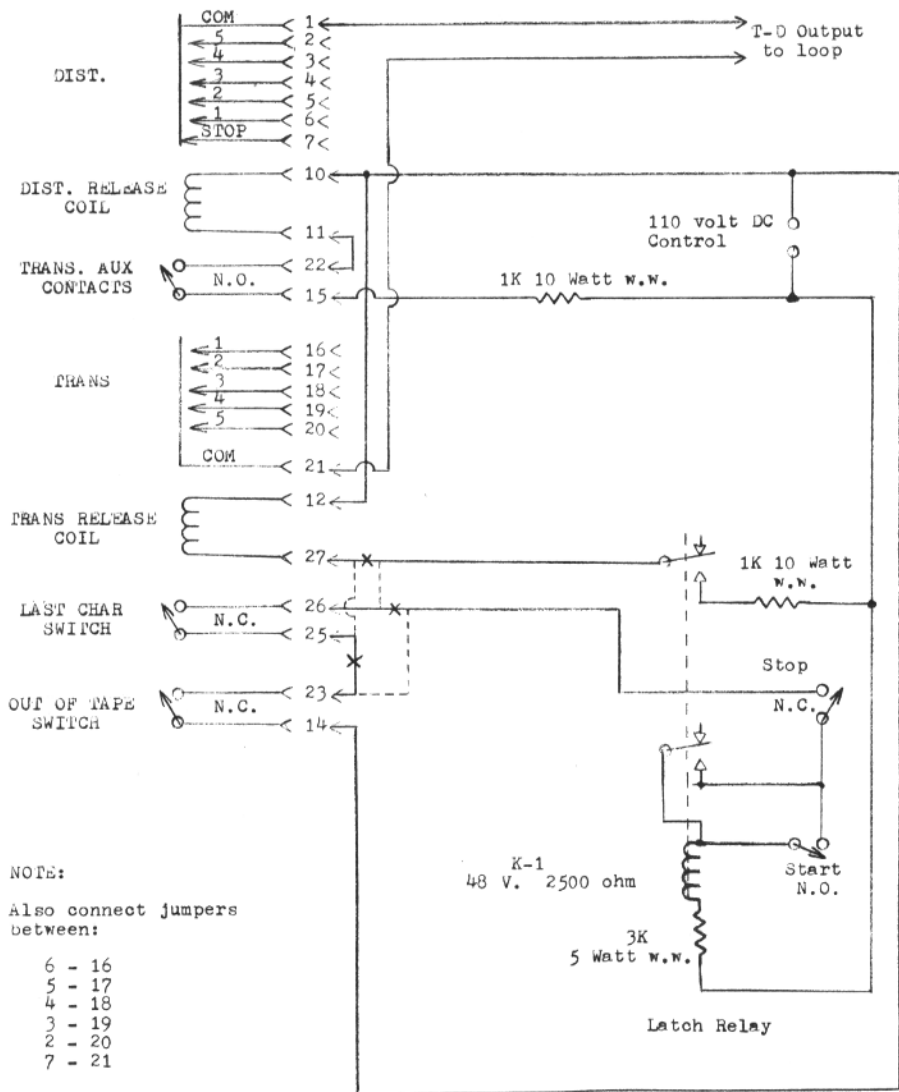 COM 1
5 2
4 3
T-D Output
to loop
DIST.
3 4
2 5
1 6
STOP 7
10
DIST. RELEASE
COIL
11
110 volt DC
Control
TRANS. AUX
CONTACTS
22
N.O.
15
1K 10 Watt w.w.
1 16
2 17
TRANS
3 18
4 19
5 20
COM 21
12
TRANS RELEASE
COIL
27
1K 10 Watt
w.w.
LAST CHAR
SWITCH
26
N.C.
25
Stop
N.C.
OUT OF TAPE
SWITCH
23
N.C.
14
K-1
48 V. 2500 ohm
Start
N.O.
3K
5 Watt w.w.
Latch Relay
NOTE:
Also connect jumpers
between:
6 - 16
5 - 17
4 - 18
3 - 19
2 - 20
7 - 21